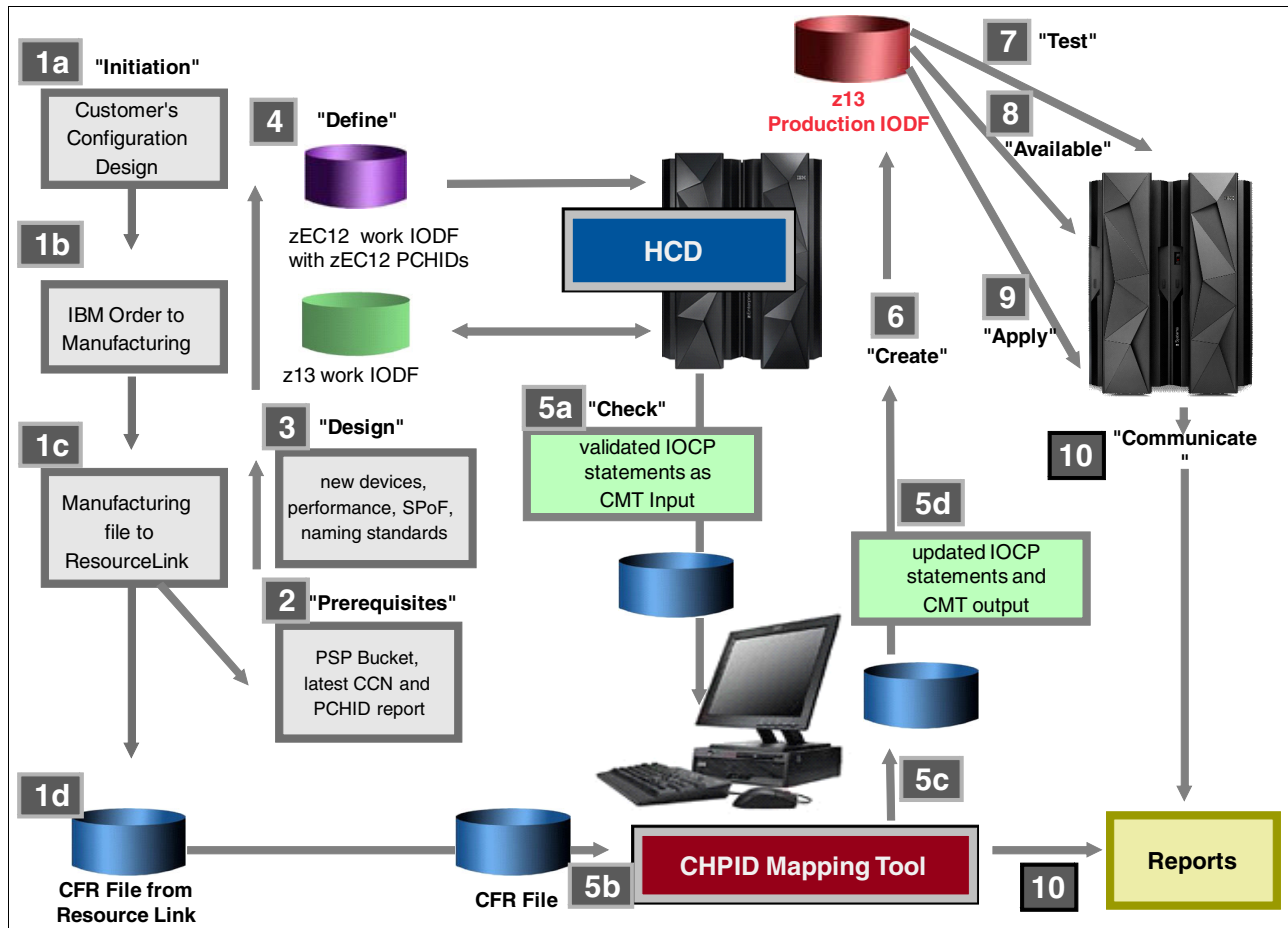 1a
"Initiation"
Customer's
Configuration
Design
1b
IBM Order to
Manufacturing
1c
Manufacturing
file to
ResourceLink
1d
CFR File from
Resource Link
4
"Define"
zEC12 work IODF
with zEC12 PCHIDs
z13 work IODF
3
"Design"
new devices,
performance, SPoF,
naming standards
2
"Prerequisites"
PSP Bucket,
latest CCN and
PCHID report
HCD
5a
"Check"
validated IOCP
statements as
CMT Input
CFR File
5b
CHPID Mapping Tool
5c
5d
updated IOCP
statements and
CMT output
6
"Create"
z13
Production IODF
7
"Test"
8
"Available"
9
"Apply"
10
"Communicate
"
10
Reports